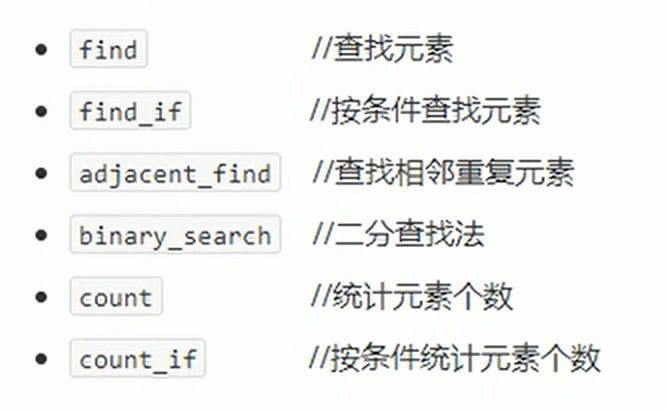 • find //查找元素
• find_if //按条件查找元素
• adjacent_find //查找相邻重复元素
• binary_search //二分查找法
• count //统计元素个数
• count_if //按条件统计元素个数